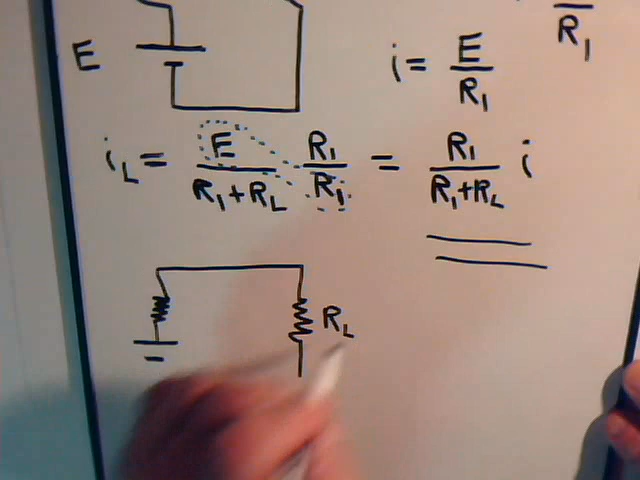 R₁
E
i = E/R₁
i_L = E/(R₁+R_L) R₁/R₁ = R₁/(R₁+R_L) i
R_L